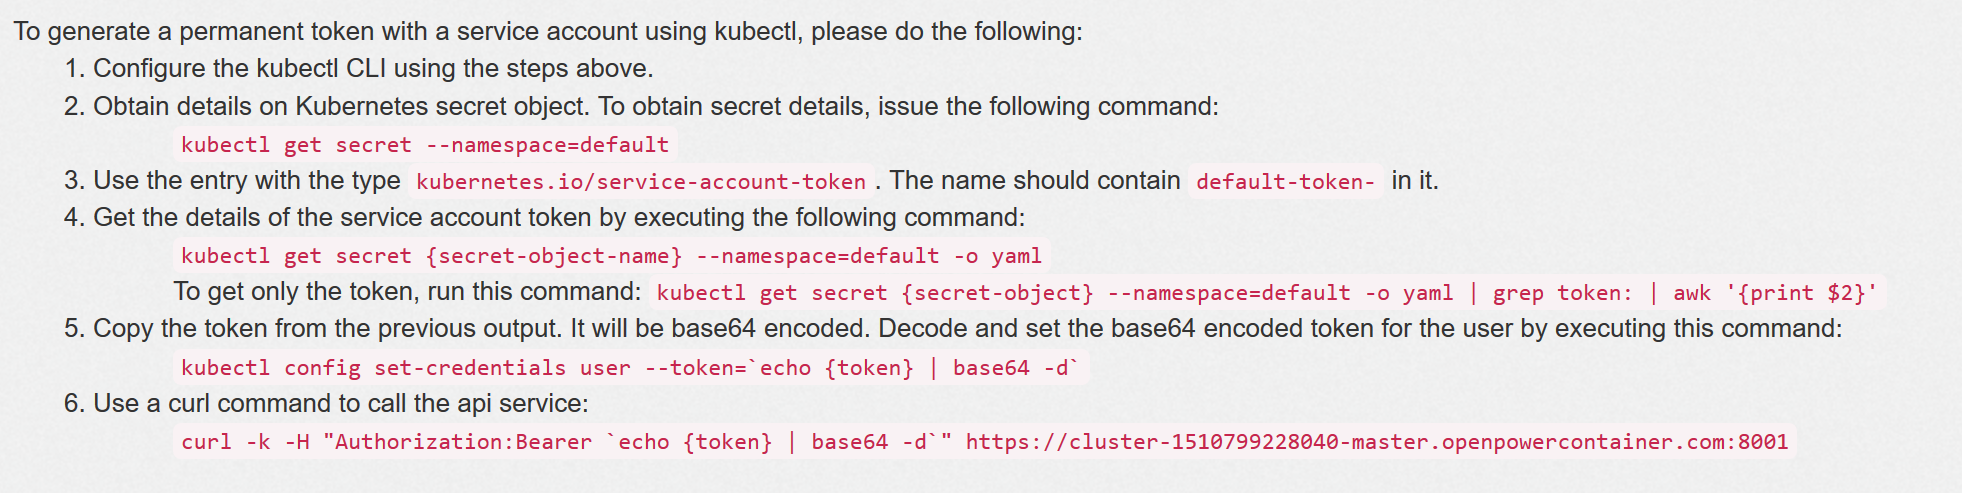 To generate a permanent token with a service account using kubectl, please do the following:
1. Configure the kubectl CLI using the steps above.
2. Obtain details on Kubernetes secret object. To obtain secret details, issue the following command:
kubectl get secret --namespace=default
3. Use the entry with the type kubernetes.io/service-account-token . The name should contain default-token- in it.
4. Get the details of the service account token by executing the following command:
kubectl get secret {secret-object-name} --namespace=default -o yaml
To get only the token, run this command: kubectl get secret {secret-object} --namespace=default -o yaml | grep token: | awk '{print $2}'
5. Copy the token from the previous output. It will be base64 encoded. Decode and set the base64 encoded token for the user by executing this command:
kubectl config set-credentials user --token=`echo {token} | base64 -d`
6. Use a curl command to call the api service:
curl -k -H "Authorization:Bearer `echo {token} | base64 -d`" https://cluster-1510799228040-master.openpowercontainer.com:8001